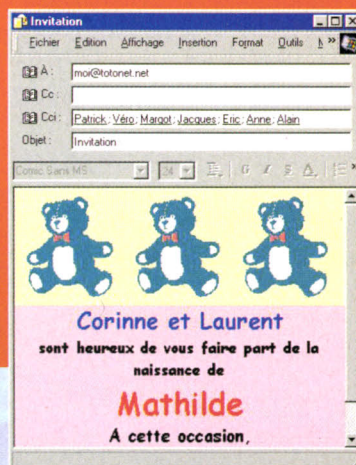 Invitation
Fichier Edition Affichage Insertion Format Outils »
À : moi@totonet.net
Cc :
Cci : Patrick ; Véro ; Margot ; Jacques ; Eric ; Anne ; Alain
Objet : Invitation
Comic Sans MS 24 G I S A
Corinne et Laurent
sont heureux de vous faire part de la
naissance de
Mathilde
A cette occasion,